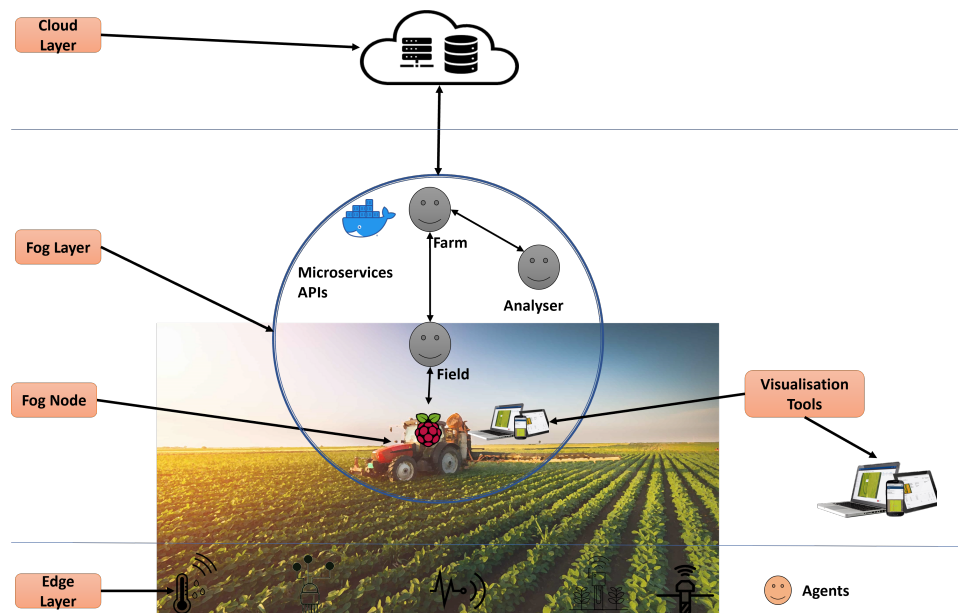 Cloud
Layer
Farm
Fog Layer
Microservices
APIs
Analyser
Field
Fog Node
Visualisation
Tools
Edge
Layer
Agents